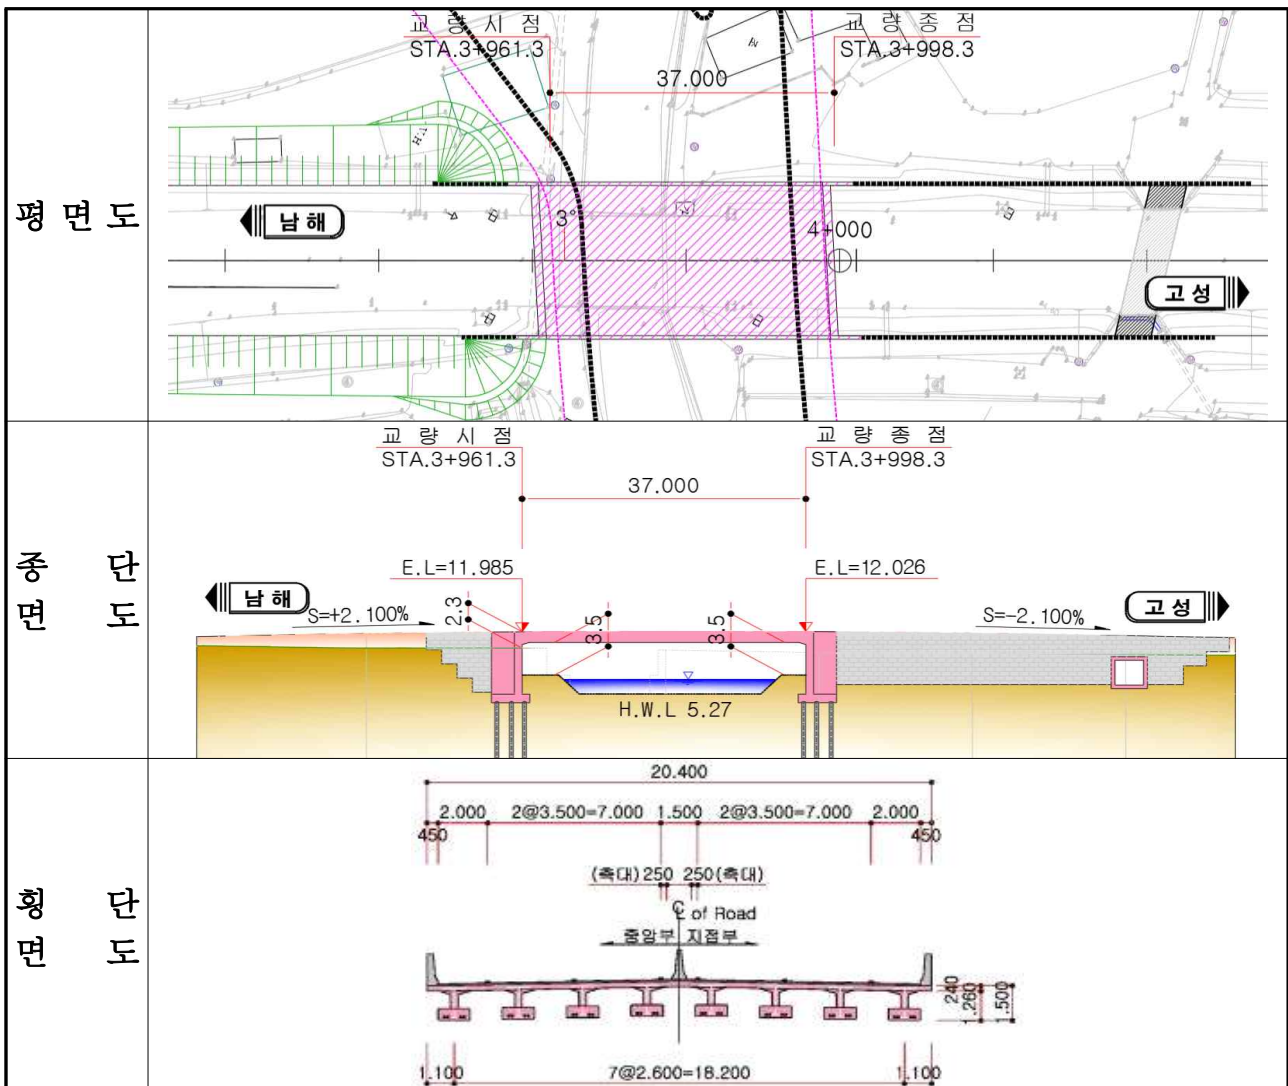 평 면 도
교 량 시 점
STA.3+961.3
교 량 종 점
STA.3+998.3
37.000
남 해
3°
4+000
고 성
종 단
면 도
교 량 시 점
STA.3+961.3
교 량 종 점
STA.3+998.3
37.000
E.L=11.985
E.L=12.026
남 해
고 성
S=+2.100%
2.3
3.5
3.5
S=-2.100%
H.W.L 5.27
횡 단
면 도
20.400
2.000 2@3.500=7.000 1.500 2@3.500=7.000 2.000
450 450
(측대)250 250(측대)
℄ of Road
중앙부 지점부
240
1.260
1.500
1.100 7@2.600=18.200 1.100